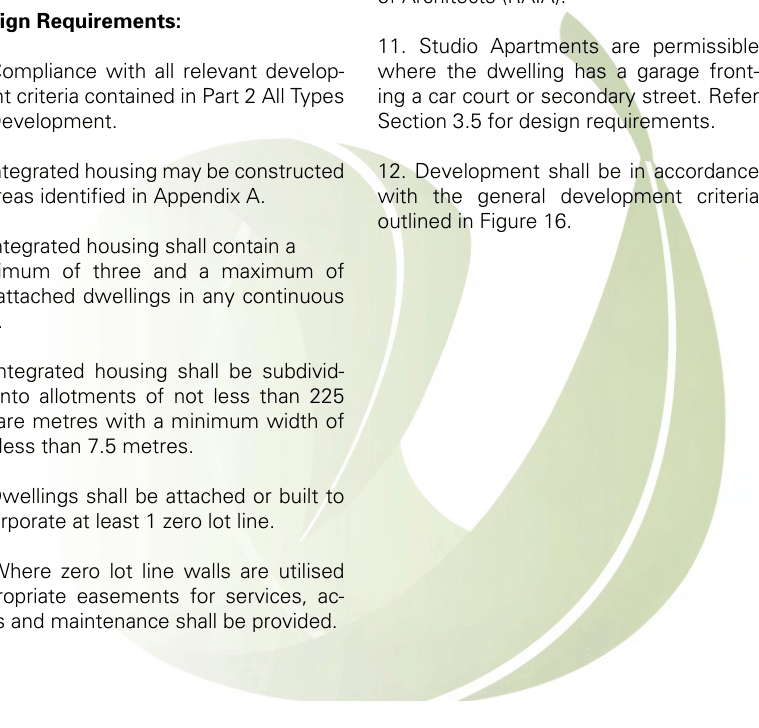 ign Requirements:
ompliance with all relevant develop-
nt criteria contained in Part 2 All Types
evelopment.
ntegrated housing may be constructed
reas identified in Appendix A.
ntegrated housing shall contain a
imum of three and a maximum of
attached dwellings in any continuous
.
ntegrated housing shall be subdivid-
nto allotments of not less than 225
are metres with a minimum width of
less than 7.5 metres.
Dwellings shall be attached or built to
rporate at least 1 zero lot line.
Where zero lot line walls are utilised
ropriate easements for services, ac-
s and maintenance shall be provided.
of Architects (RAIA).
11. Studio Apartments are permissible
where the dwelling has a garage front-
ing a car court or secondary street. Refer
Section 3.5 for design requirements.
12. Development shall be in accordance
with the general development criteria
outlined in Figure 16.